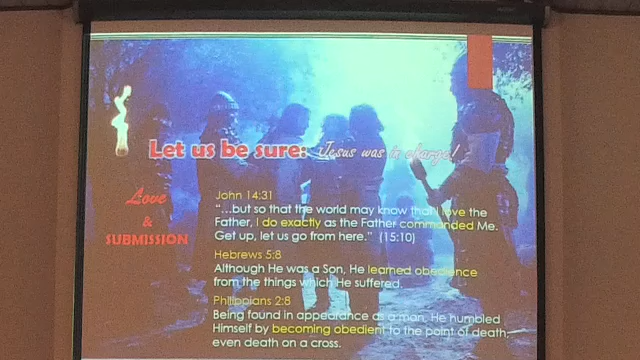 Let us be sure: Jesus was in charge!
Love
&
SUBMISSION
John 14:31
"...but so that the world may know that I love the
Father, I do exactly as the Father commanded Me.
Get up, let us go from here." (15:10)
Hebrews 5:8
Although He was a Son, He learned obedience
from the things which He suffered.
Philippians 2:8
Being found in appearance as a man, He humbled
Himself by becoming obedient to the point of death,
even death on a cross.